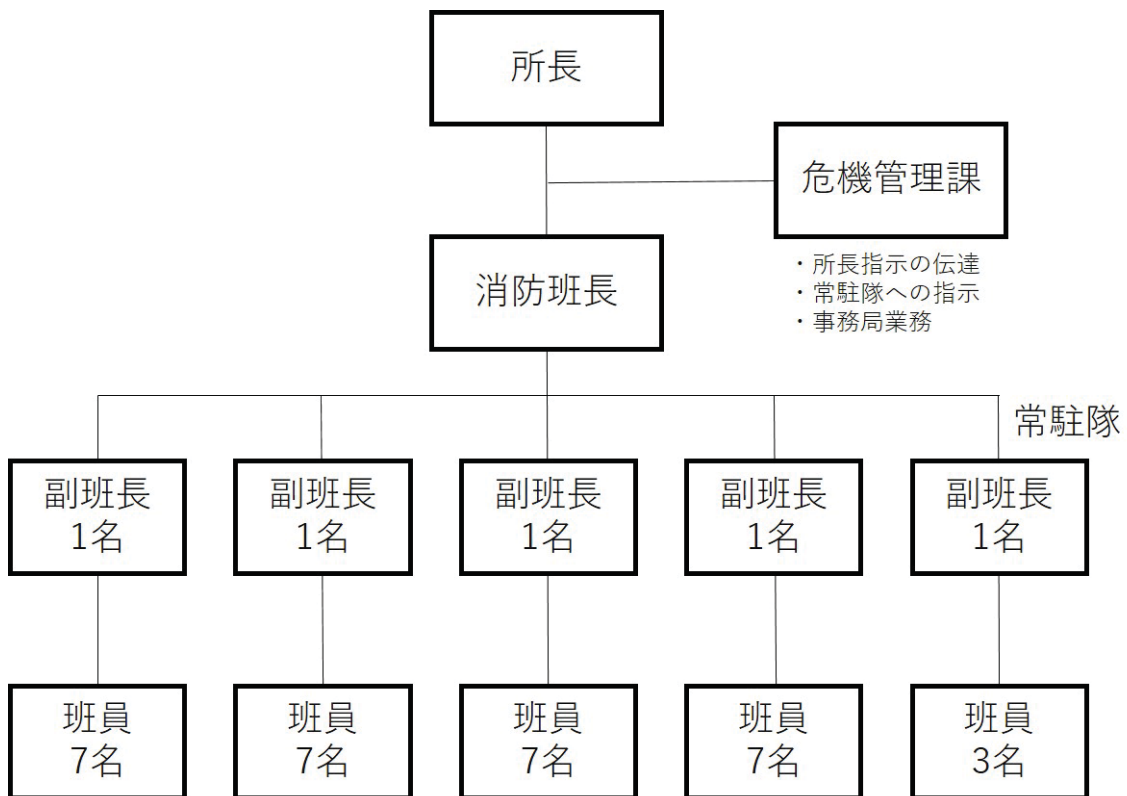 所長
危機管理課
・所長指示の伝達
・常駐隊への指示
・事務局業務
消防班長
常駐隊
副班長
1名
副班長
1名
副班長
1名
副班長
1名
副班長
1名
班員
7名
班員
7名
班員
7名
班員
7名
班員
3名